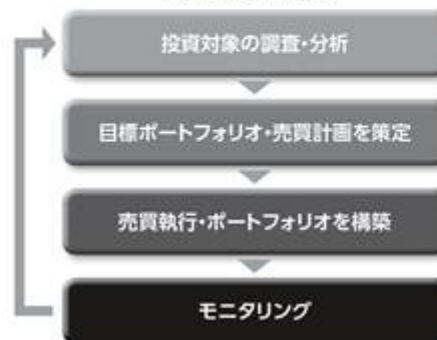 投資対象の調査・分析
目標ポートフォリオ・売買計画を策定
売買執行・ポートフォリオを構築
モニタリング